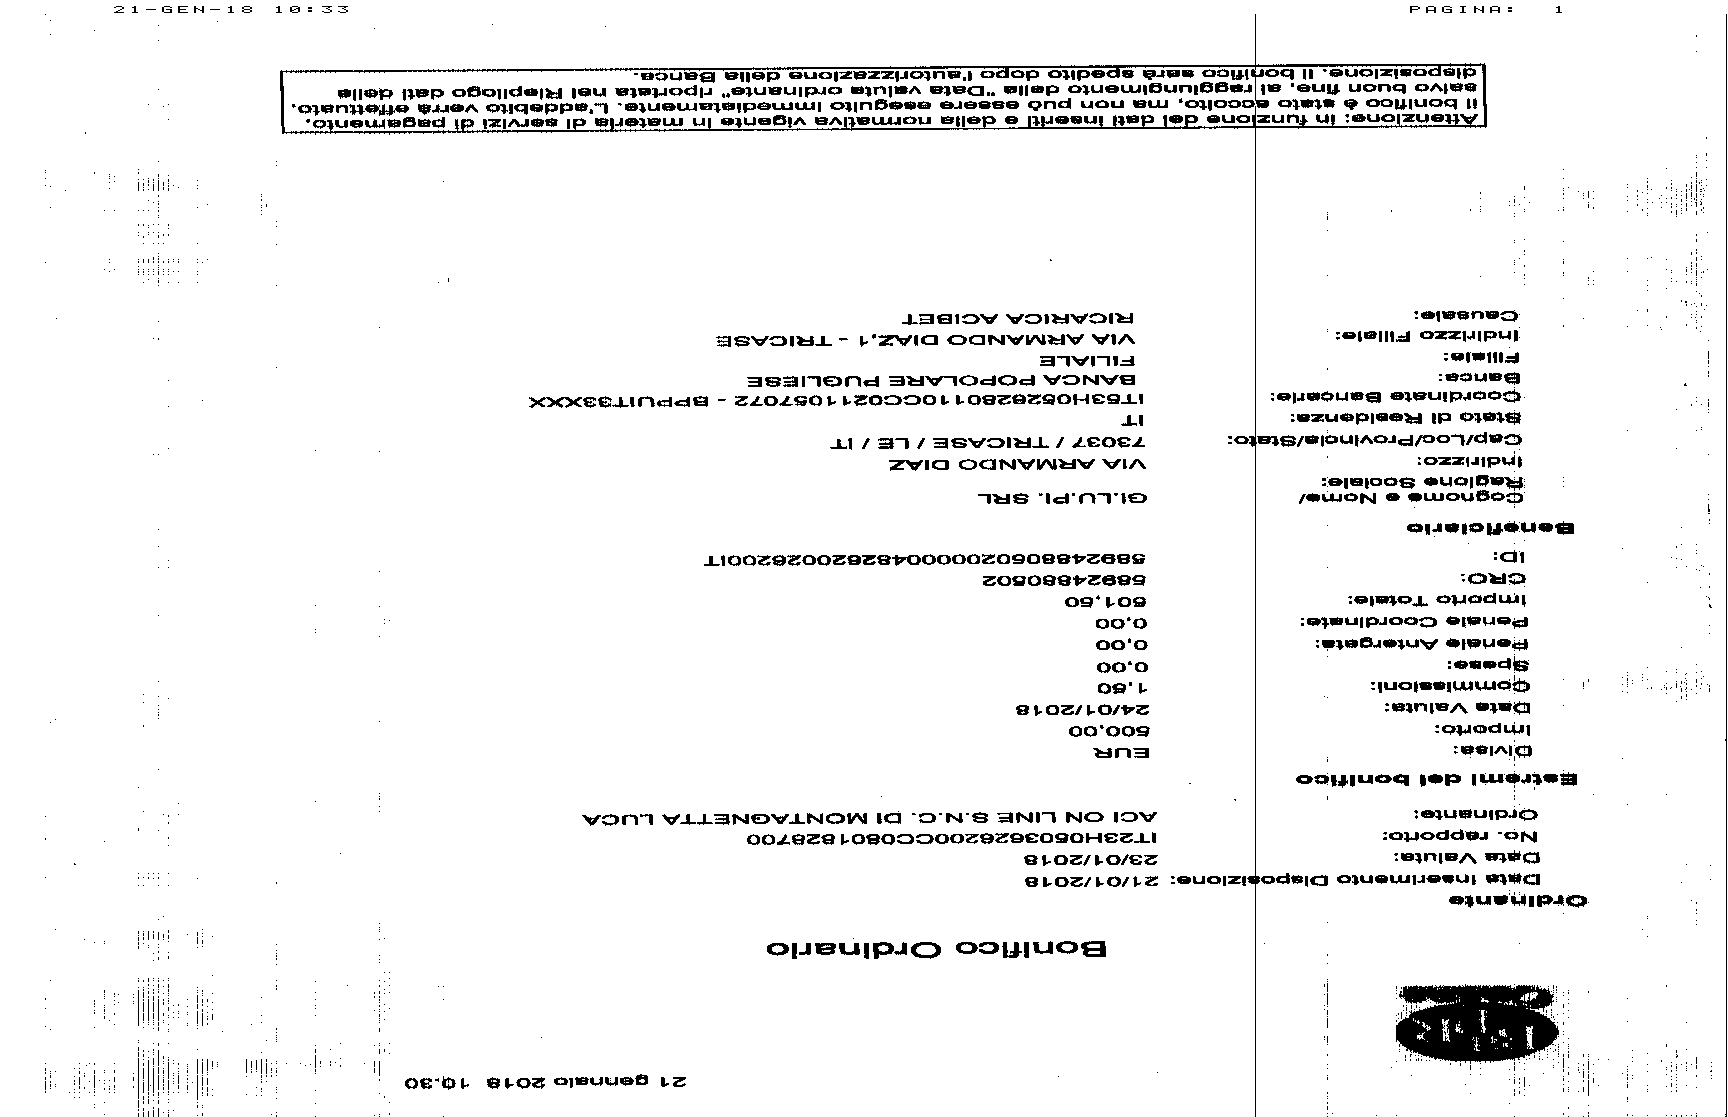 21-GEN-18 10:33 PAGINA: 1
21 gennaio 2018 10.30
Bonifico Ordinario
Ordinante
Data Inserimento Disposizione: 21/01/2018
Data Valuta: 23/01/2018
No. rapporto: IT23H0503626200CC0801828700
Ordinante: ACI ON LINE S.N.C. DI MONTAGNETTA LUCA
Estremi del bonifico
Divisa: EUR
Importo: 500,00
Data Valuta: 24/01/2018
Commissioni: 1,50
Spese: 0,00
Penale Antergata: 0,00
Penale Coordinate: 0,00
Importo Totale: 501,50
CRO: 58924880502
ID: 5892488050200000482620026200IT
Beneficiario
Cognome e Nome/
Ragione Sociale: GI.LU.PI. SRL
Indirizzo: VIA ARMANDO DIAZ
Cap/Loc/Provincia/Stato: 73037 / TRICASE / LE / IT
Stato di Residenza: IT
Coordinate Bancarie: IT53H0526280110CC0211057072 - BPPUIT33XXX
Banca: BANCA POPOLARE PUGLIESE
Filiale: FILIALE
Indirizzo Filiale: VIA ARMANDO DIAZ,1 - TRICASE
Causale: RICARICA ACIBET
Attenzione: in funzione dei dati inseriti e della normativa vigente in materia di servizi di pagamento,
il bonifico è stato accolto, ma non può essere eseguito immediatamente. L'addebito verrà effettuato,
salvo buon fine, al raggiungimento della "Data valuta ordinante" riportata nel Riepilogo dati della
disposizione. Il bonifico sarà spedito dopo l'autorizzazione della Banca.